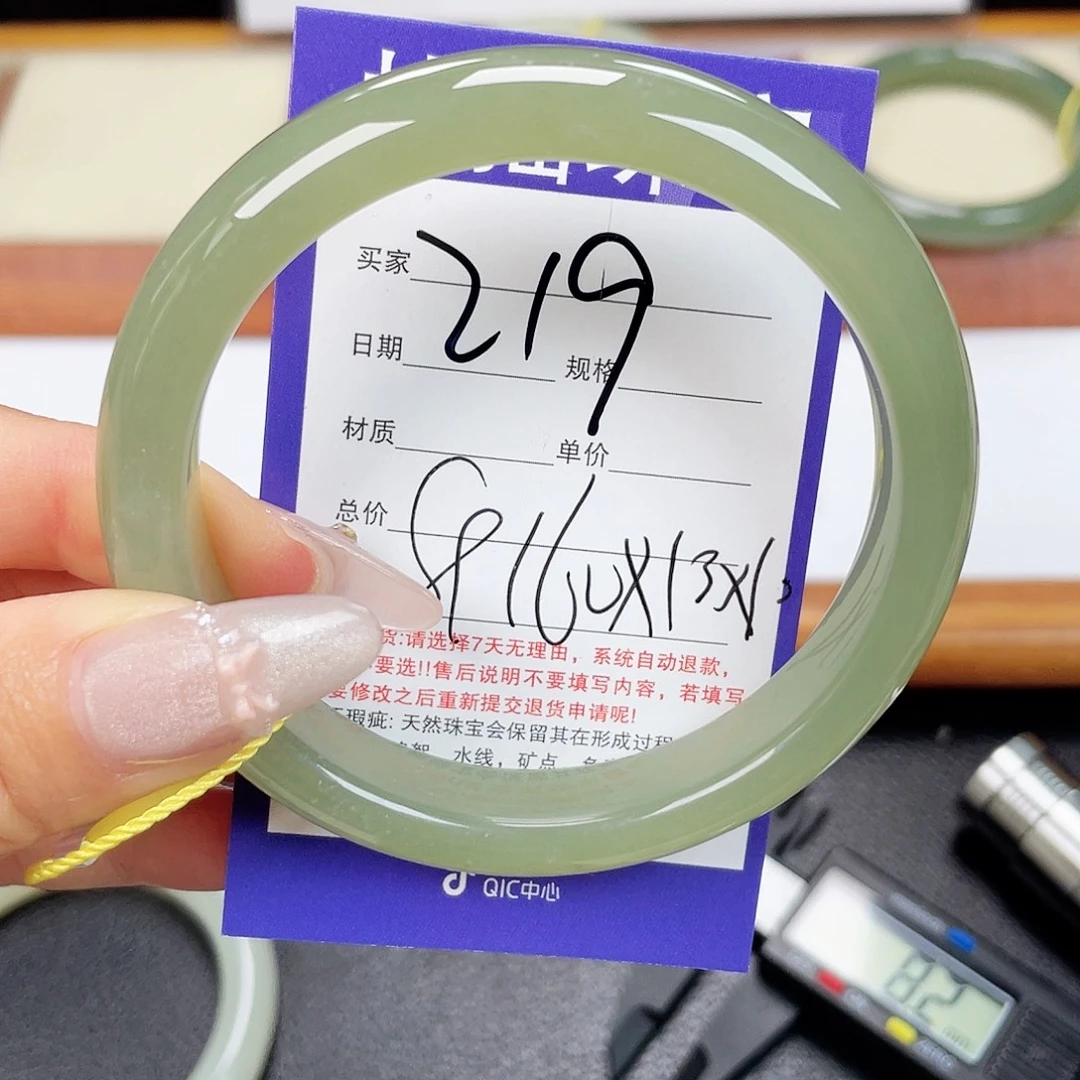 买家 219
日期 规格
材质 单价
总价
货:请选择7天无理由,系统自动退款,
要选!!售后说明不要填写内容,若填写
修改之后重新提交退货申请呢!
瑕疵: 天然珠宝会保留其在形成过程
水线,矿点
QIC中心
82
mm